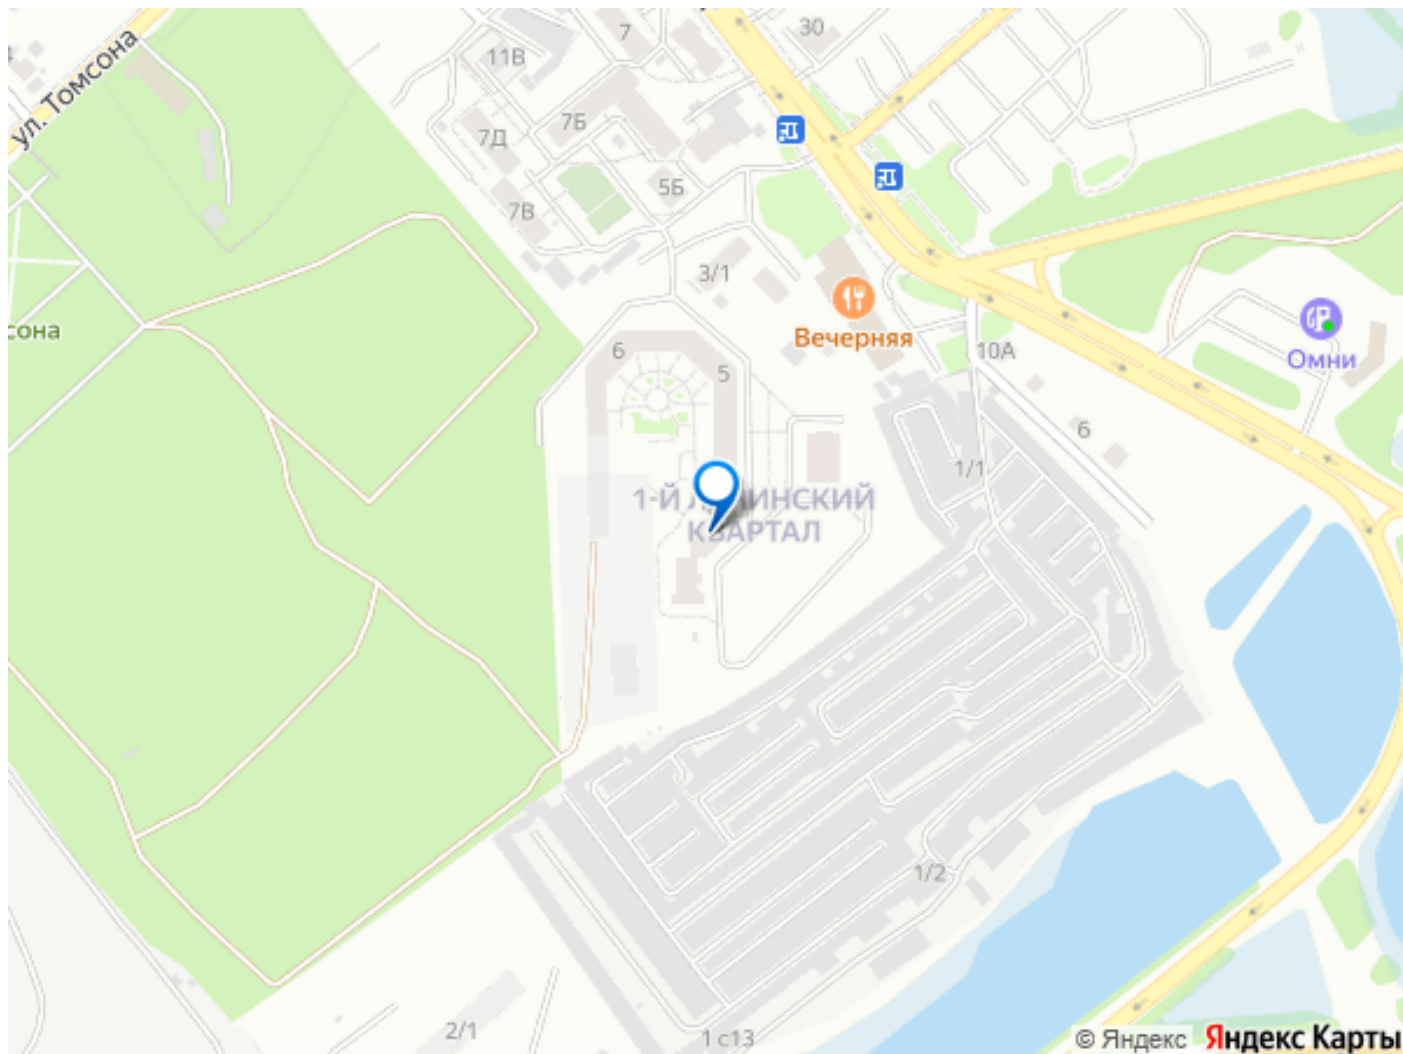 ул. Томсона
11В
7
30
7Д
7Б
5Б
7В
3/1
Вечерняя
сона
6
5
10А
Омни
6
1/1
1-Й Л
ИНСКИЙ
КВАРТАЛ
1/2
2/1
1 с13
© Яндекс
Яндекс Карты